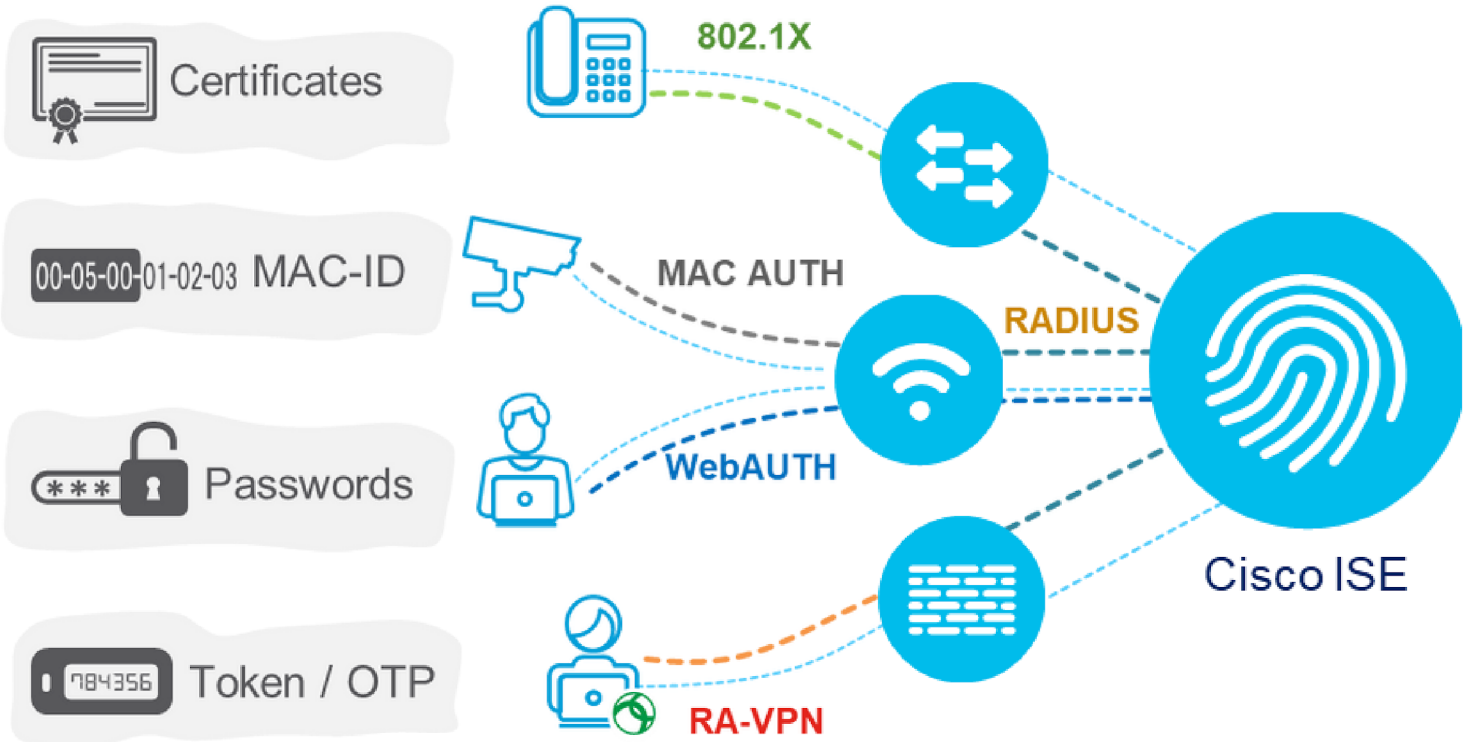 Certificates
802.1X
00-05-00-01-02-03 MAC-ID
MAC AUTH
RADIUS
*** Passwords
WebAUTH
Cisco ISE
784356 Token / OTP
RA-VPN